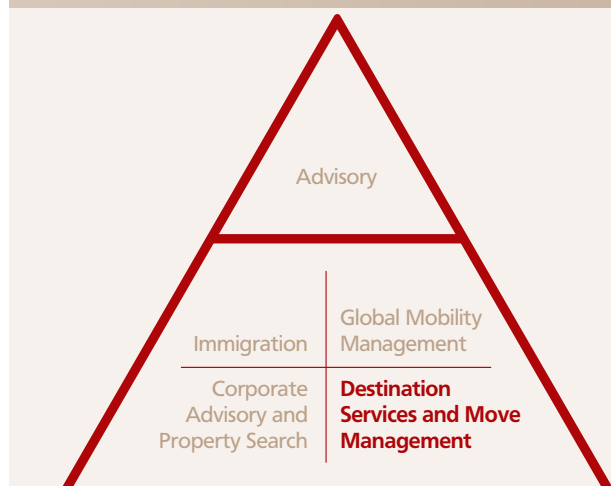 Advisory
Immigration
Global Mobility
Management
Corporate
Advisory and
Property Search
Destination
Services and Move
Management